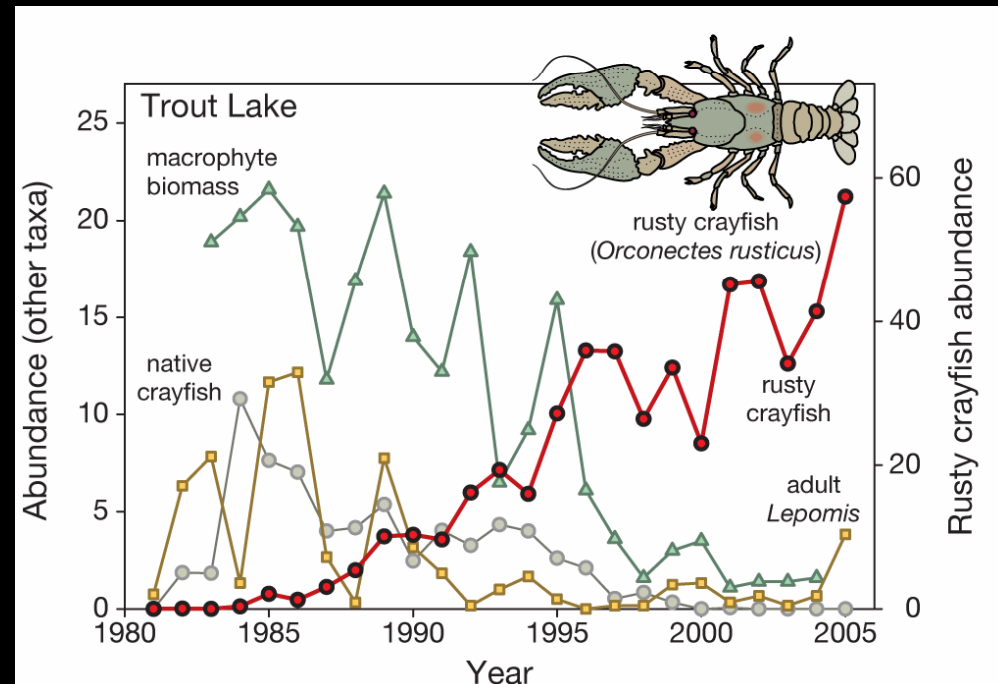 Trout Lake
macrophyte
biomass
native
crayfish
rusty crayfish
(Orconectes rusticus)
rusty
crayfish
adult
Lepomis
Abundance (other taxa)
25
20
15
10
5
0
Rusty crayfish abundance
60
40
20
0
1980 1985 1990 1995 2000 2005
Year